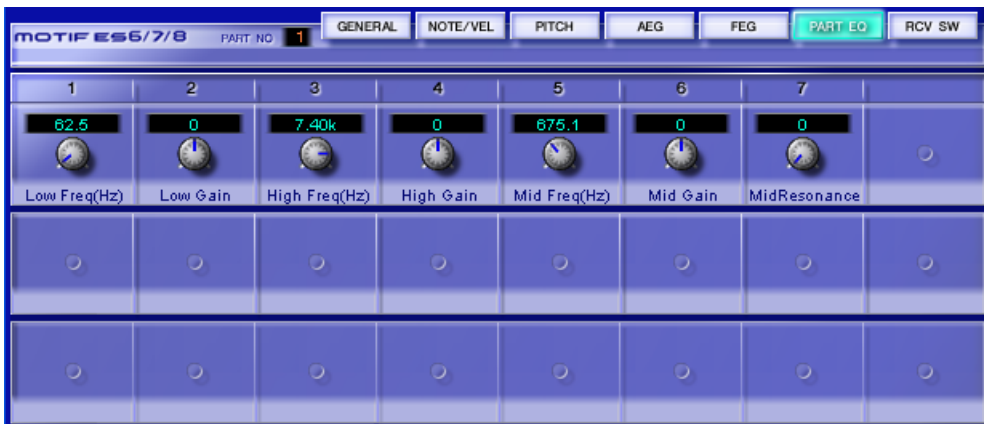 MOTIF ES6/7/8 PART NO 1 GENERAL NOTE/VEL PITCH AEG FEG PART EQ RCV SW
1 2 3 4 5 6 7
62.5 0 7.40k 0 675.1 0 0
Low Freq(Hz) Low Gain High Freq(Hz) High Gain Mid Freq(Hz) Mid Gain MidResonance